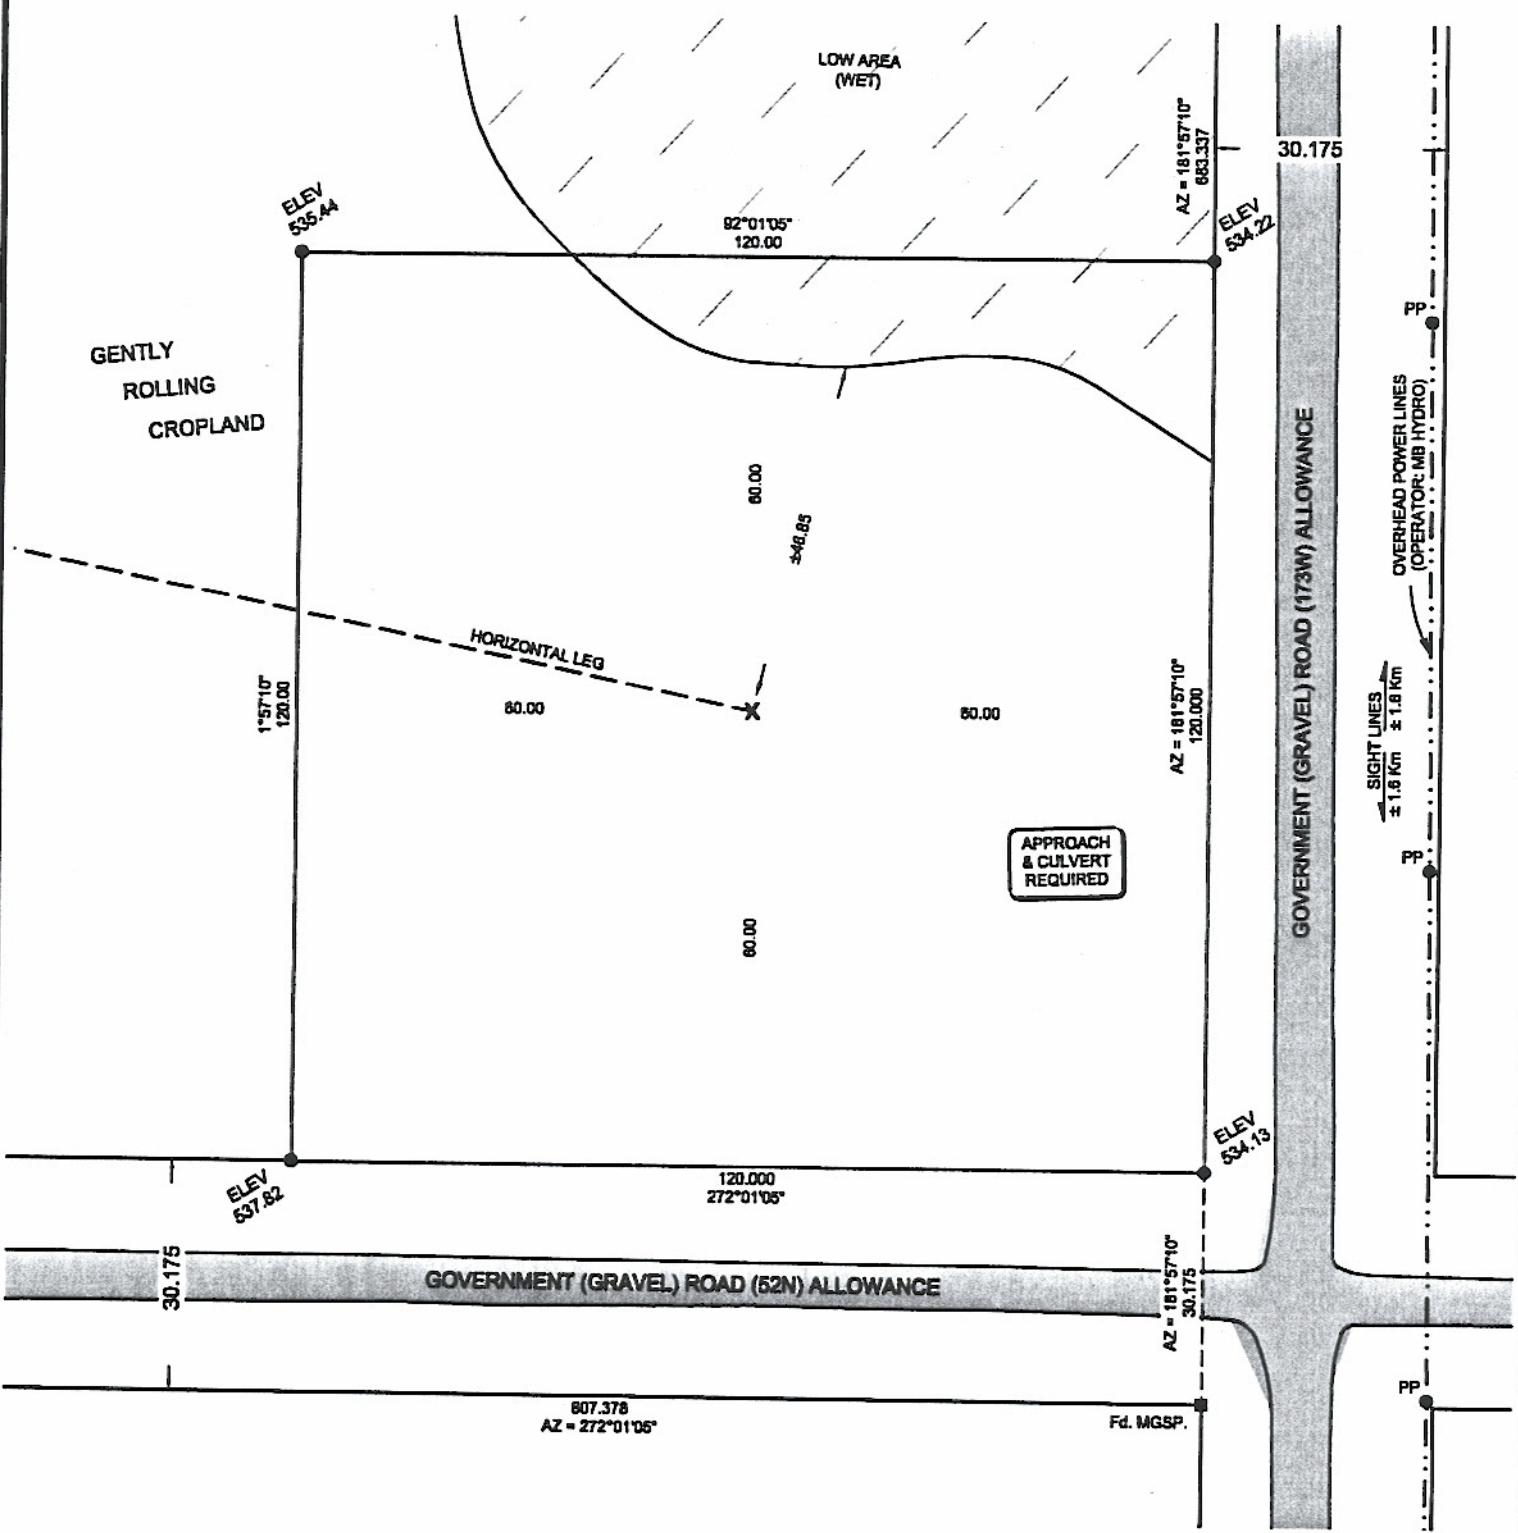 LOW AREA
(WET)
AZ = 181°57'10"
683.337
30.175
ELEV
535.44
92°01'05"
120.00
ELEV
534.22
PP
GENTLY
ROLLING
CROPLAND
OVERHEAD POWER LINES
(OPERATOR: MB HYDRO)
60.00
±46.85
GOVERNMENT (GRAVEL) ROAD (173W) ALLOWANCE
HORIZONTAL LEG
1°57'10"
120.00
60.00
X
60.00
AZ = 181°57'10"
120.000
SIGHT LINES
± 1.6 Km
± 1.6 Km
APPROACH
& CULVERT
REQUIRED
PP
60.00
ELEV
534.13
ELEV
537.82
120.000
272°01'05"
30.175
GOVERNMENT (GRAVEL) ROAD (52N) ALLOWANCE
AZ = 181°57'10"
30.175
PP
807.378
AZ = 272°01'05"
Fd. MGSP.